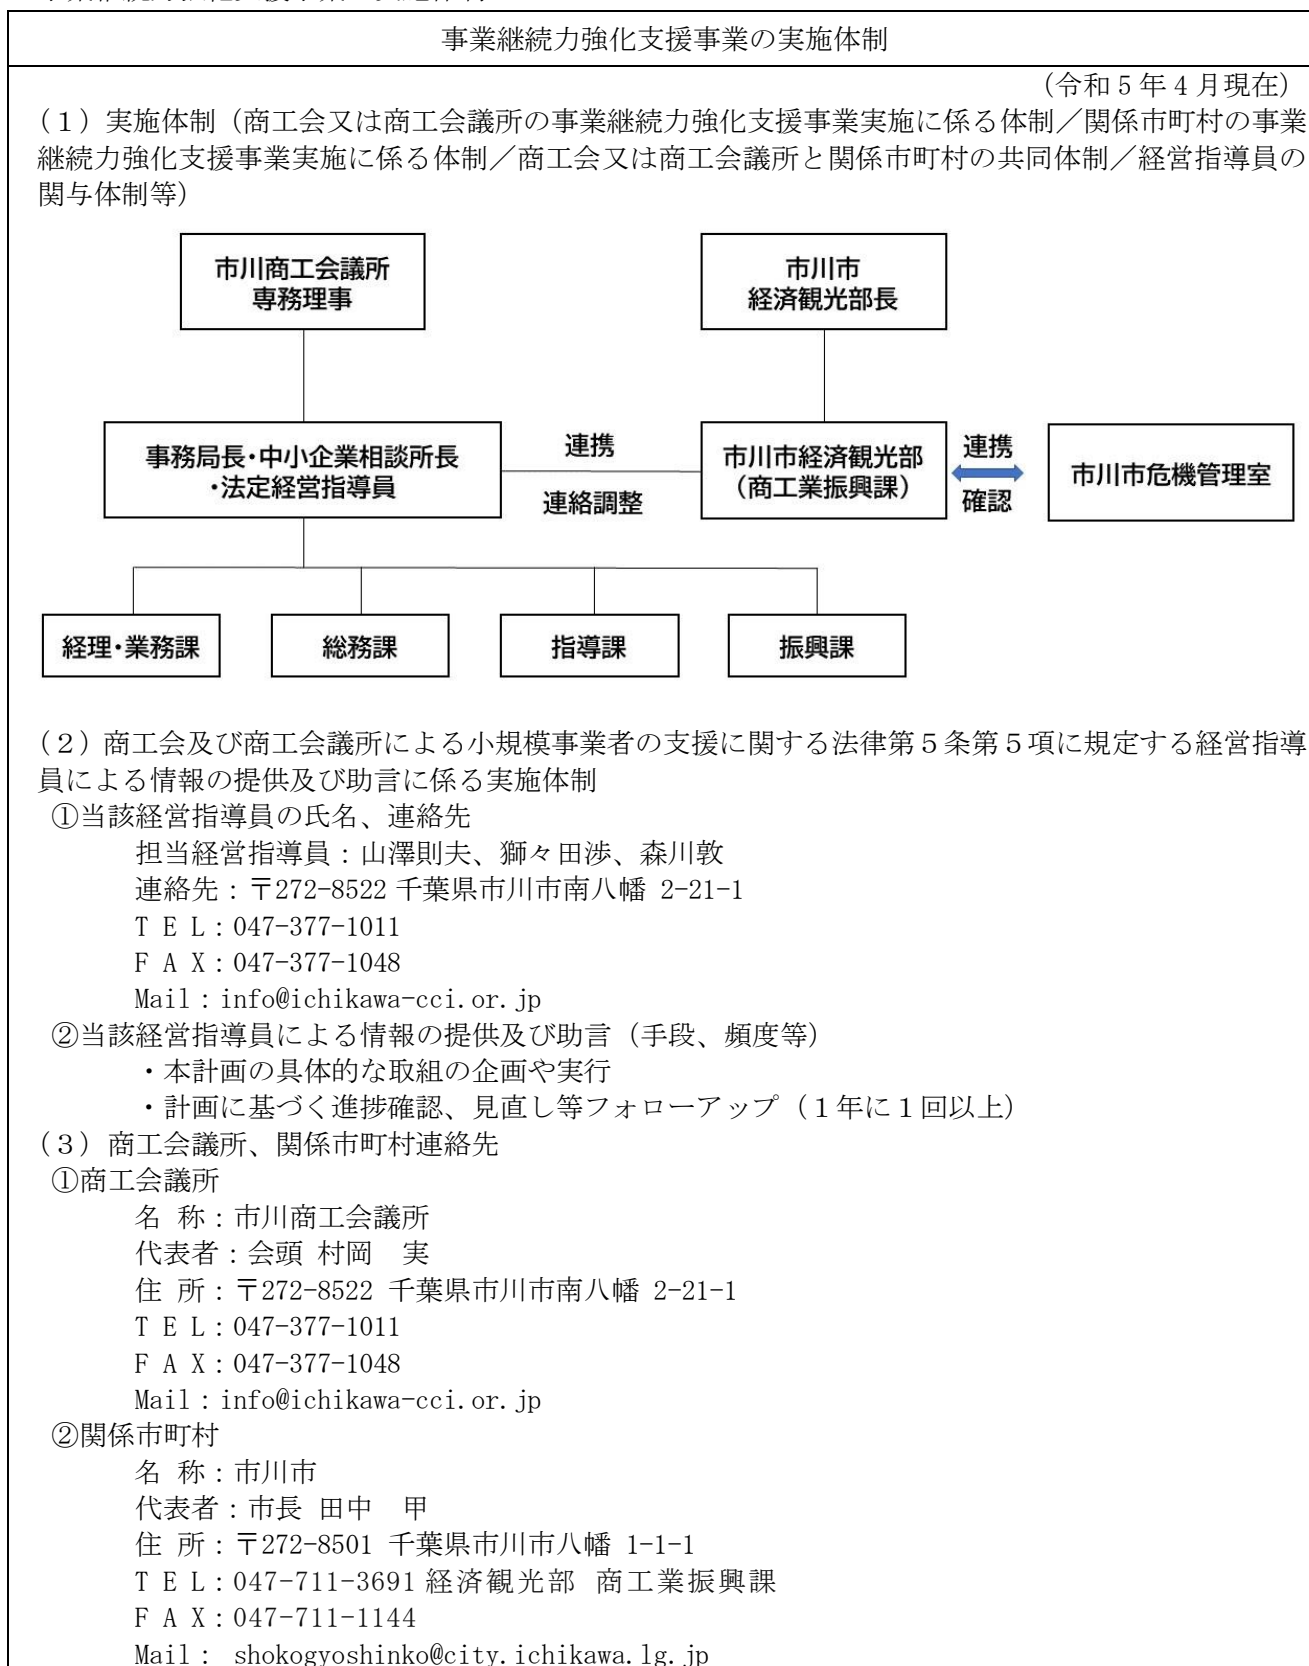 事業継続力強化支援事業の実施体制
（令和５年４月現在）
（１）実施体制（商工会又は商工会議所の事業継続力強化支援事業実施に係る体制／関係市町村の事業
継続力強化支援事業実施に係る体制／商工会又は商工会議所と関係市町村の共同体制／経営指導員の
関与体制等）
市川商工会議所
専務理事
市川市
経済観光部長
事務局長・中小企業相談所長
・法定経営指導員
連携
連絡調整
市川市経済観光部
（商工業振興課）
連携
確認
市川市危機管理室
経理・業務課
総務課
指導課
振興課
（２）商工会及び商工会議所による小規模事業者の支援に関する法律第５条第５項に規定する経営指導
員による情報の提供及び助言に係る実施体制
①当該経営指導員の氏名、連絡先
担当経営指導員：山澤則夫、獅々田渉、森川敦
連絡先：〒272-8522 千葉県市川市南八幡 2-21-1
T E L：047-377-1011
F A X：047-377-1048
Mail：info@ichikawa-cci.or.jp
②当該経営指導員による情報の提供及び助言（手段、頻度等）
・本計画の具体的な取組の企画や実行
・計画に基づく進捗確認、見直し等フォローアップ（１年に１回以上）
（３）商工会議所、関係市町村連絡先
①商工会議所
名 称：市川商工会議所
代表者：会頭 村岡　実
住 所：〒272-8522 千葉県市川市南八幡 2-21-1
T E L：047-377-1011
F A X：047-377-1048
Mail：info@ichikawa-cci.or.jp
②関係市町村
名 称：市川市
代表者：市長 田中　甲
住 所：〒272-8501 千葉県市川市八幡 1-1-1
T E L：047-711-3691 経済観光部 商工業振興課
F A X：047-711-1144
Mail： shokogyoshinko@city.ichikawa.lg.jp